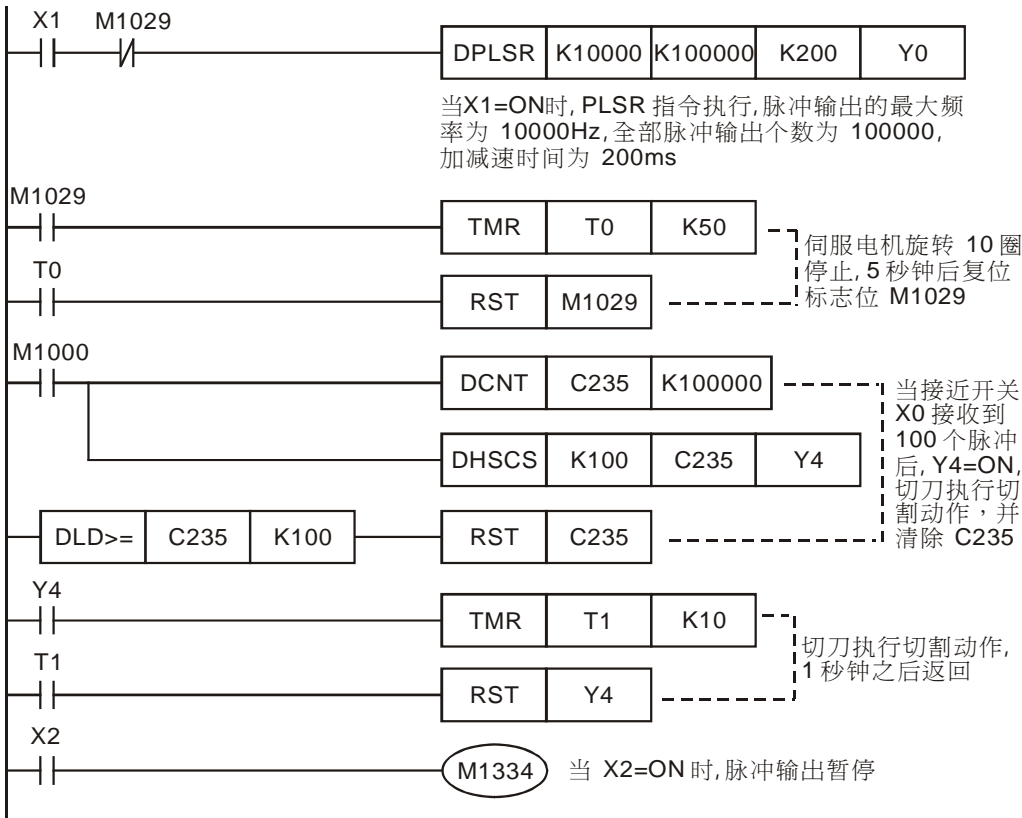 X1 M1029
DPLSR K10000 K100000 K200 Y0
当X1=ON时, PLSR 指令执行,脉冲输出的最大频
率为 10000Hz,全部脉冲输出个数为 100000,
加减速时间为 200ms
M1029
TMR T0 K50
T0
RST M1029
伺服电机旋转 10 圈
停止, 5 秒钟后复位
标志位 M1029
M1000
DCNT C235 K100000
DHSCS K100 C235 Y4
DLD>= C235 K100 RST C235
当接近开关
X0 接收到
100 个脉冲
后, Y4=ON,
切刀执行切
割动作，并
清除 C235
Y4
TMR T1 K10
T1
RST Y4
切刀执行切割动作,
1 秒钟之后返回
X2
M1334 当 X2=ON 时,脉冲输出暂停